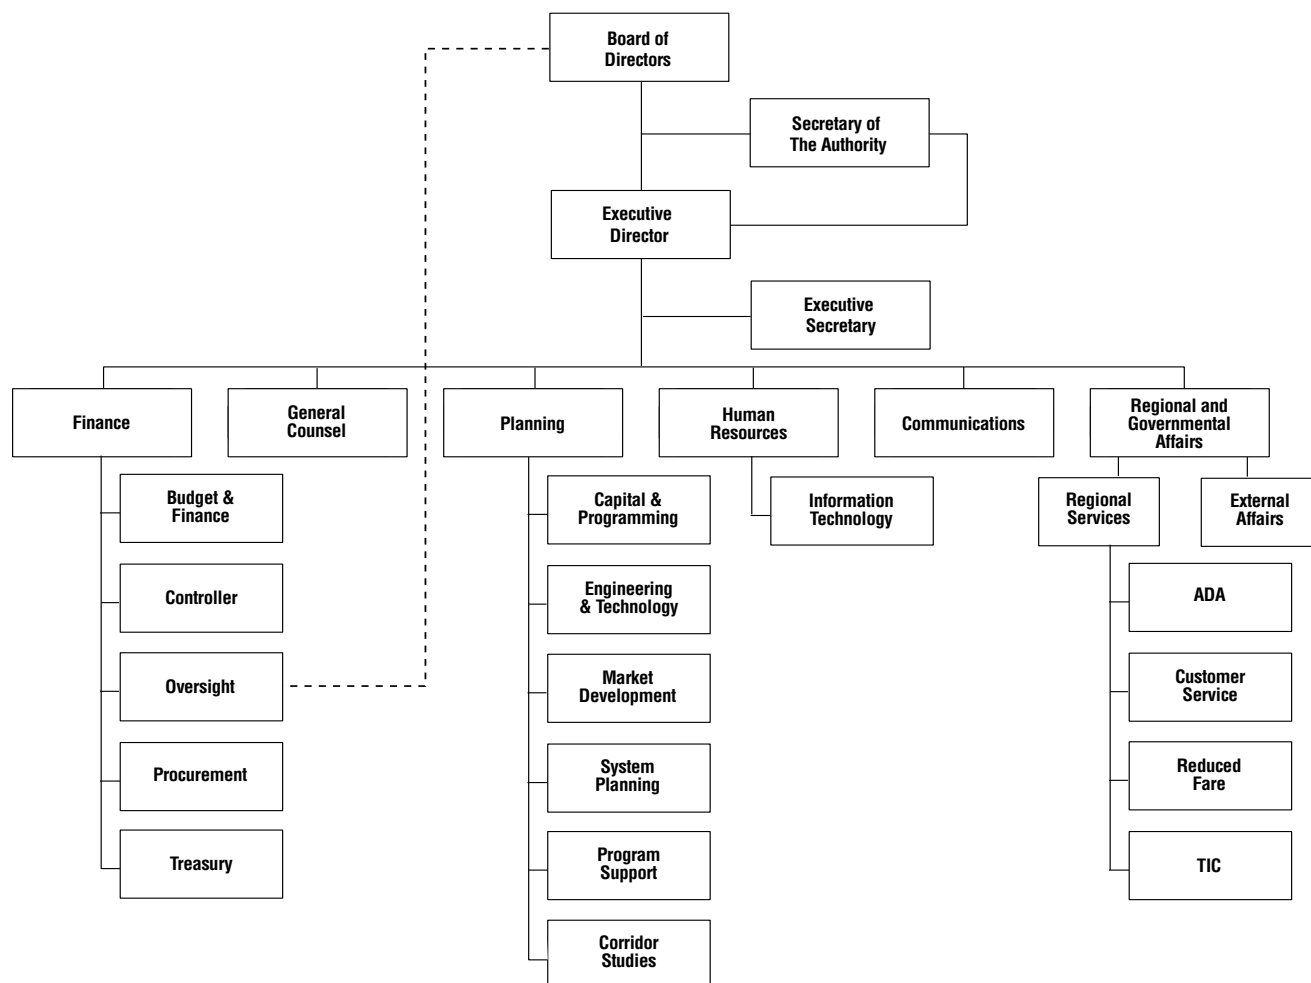 Board of
Directors
Secretary of
The Authority
Executive
Director
Executive
Secretary
Finance
General
Counsel
Planning
Human
Resources
Communications
Regional and
Governmental
Affairs
Budget &
Finance
Controller
Oversight
Procurement
Treasury
Capital &
Programming
Engineering
& Technology
Market
Development
System
Planning
Program
Support
Corridor
Studies
Information
Technology
Regional
Services
External
Affairs
ADA
Customer
Service
Reduced
Fare
TIC